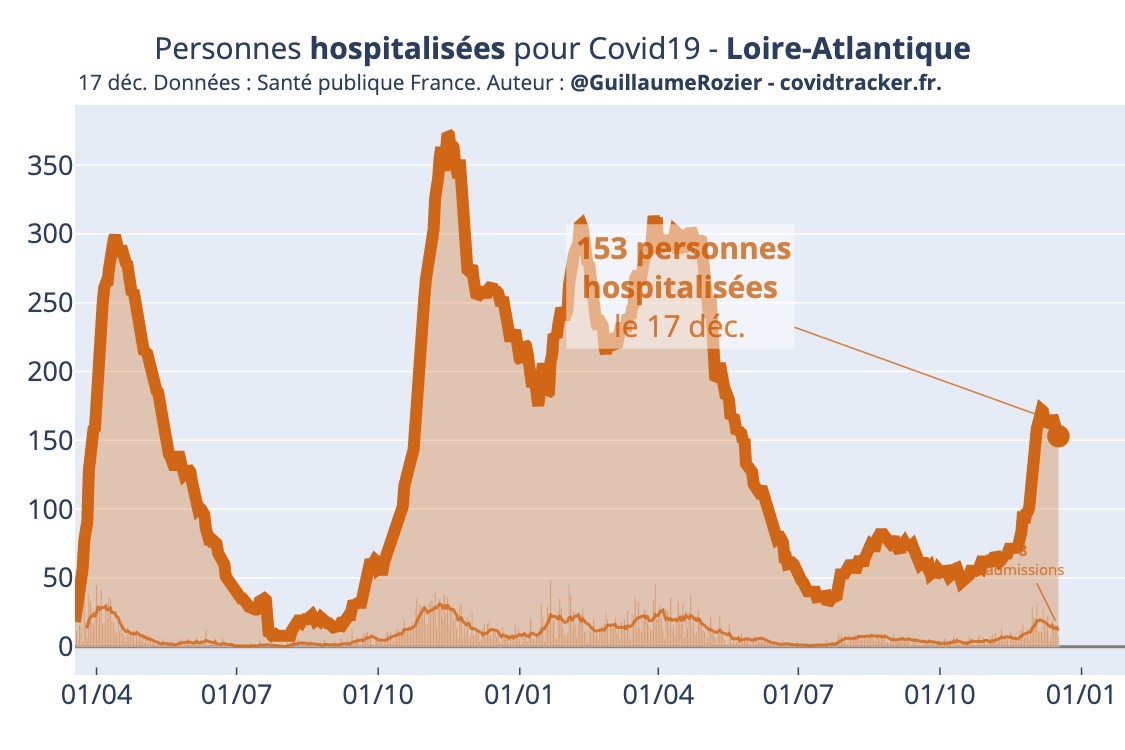 Personnes hospitalisées pour Covid19 - Loire-Atlantique
17 déc. Données : Santé publique France. Auteur : @GuillaumeRozier - covidtracker.fr.
350
300
250
200
150
100
50
0
153 personnes
hospitalisées
le 17 déc.
admissions
01/04 01/07 01/10 01/01 01/04 01/07 01/10 01/01